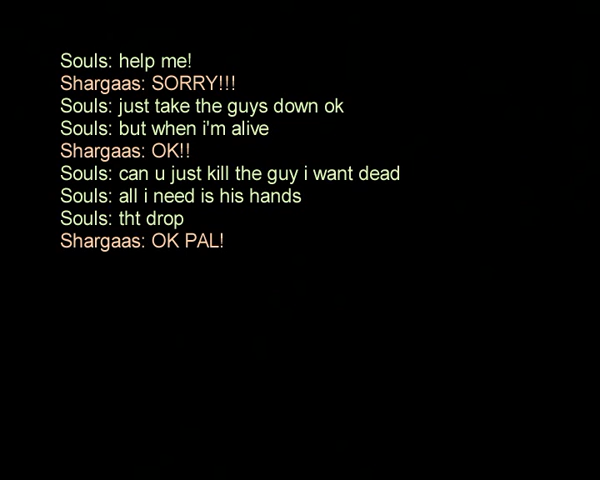 Souls: help me!
Shargaas: SORRY!!!
Souls: just take the guys down ok
Souls: but when i'm alive
Shargaas: OK!!
Souls: can u just kill the guy i want dead
Souls: all i need is his hands
Souls: tht drop
Shargaas: OK PAL!